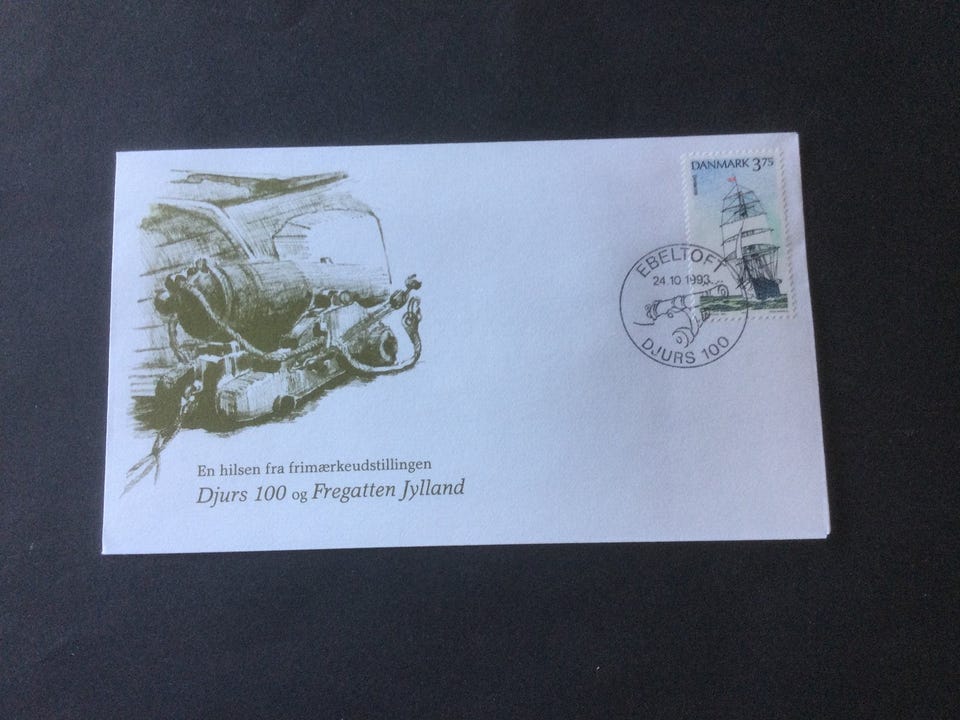 DANMARK 3.75
EBELTOFT
24.10 1993
DJURS 100
En hilsen fra frimærkeudstillingen
Djurs 100 og Fregatten Jylland